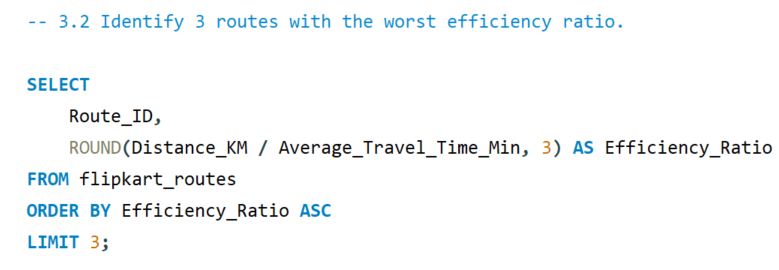 -- 3.2 Identify 3 routes with the worst efficiency ratio.
SELECT
Route_ID,
ROUND(Distance_KM / Average_Travel_Time_Min, 3) AS Efficiency_Ratio
FROM flipkart_routes
ORDER BY Efficiency_Ratio ASC
LIMIT 3;